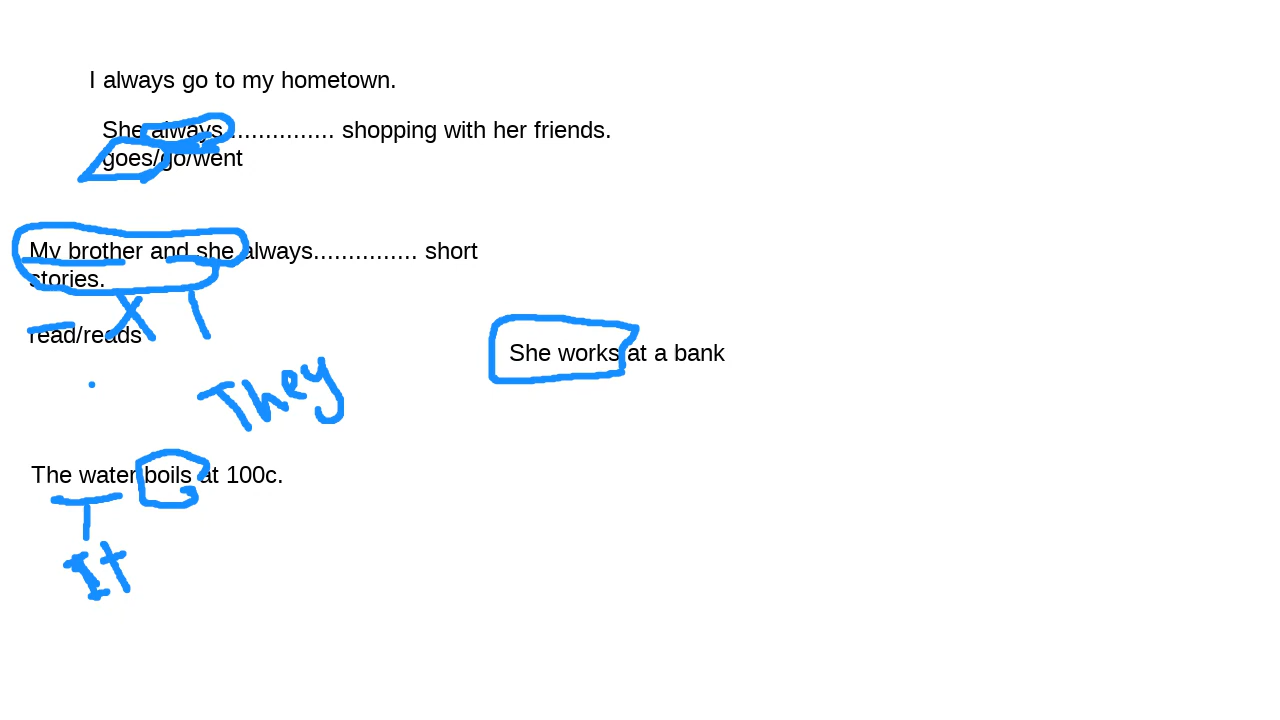 I always go to my hometown.
She always............... shopping with her friends.
goes/go/went
My brother and she always............... short
stories.
read/reads
She works at a bank
They
The water boils at 100c.
It